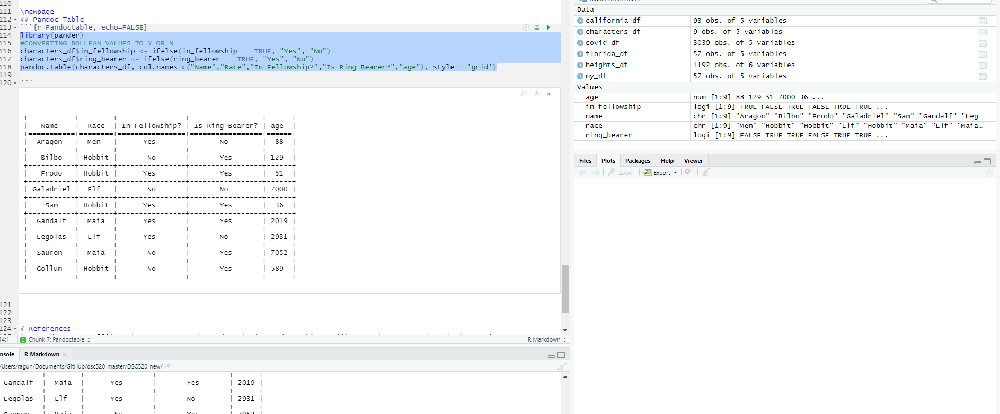 110
111 \newpage
112 ## Pandoc Table
113 ```{r Pandoctable, echo=FALSE}
114 library(pander)
115 #CONVERTING BOLLEAN VALUES TO Y OR N
116 characters_df$in_fellowship <- ifelse(in_fellowship == TRUE, "Yes", "No")
117 characters_df$ring_bearer <- ifelse(ring_bearer == TRUE, "Yes", "No")
118 pandoc.table(characters_df, col.names=c("Name","Race","In Fellowship?","Is Ring Bearer?","age"), style = 'grid')
119
120 ```
+-----------+--------+----------------+-----------------+------+
| Name | Race | In Fellowship? | Is Ring Bearer? | age |
+===========+========+================+=================+======+
| Aragon | Men | Yes | No | 88 |
+-----------+--------+----------------+-----------------+------+
| Bilbo | Hobbit | No | Yes | 129 |
+-----------+--------+----------------+-----------------+------+
| Frodo | Hobbit | Yes | Yes | 51 |
+-----------+--------+----------------+-----------------+------+
| Galadriel | Elf | No | No | 7000 |
+-----------+--------+----------------+-----------------+------+
| Sam | Hobbit | Yes | Yes | 36 |
+-----------+--------+----------------+-----------------+------+
| Gandalf | Maia | Yes | Yes | 2019 |
+-----------+--------+----------------+-----------------+------+
| Legolas | Elf | Yes | No | 2931 |
+-----------+--------+----------------+-----------------+------+
| Sauron | Maia | No | Yes | 7052 |
+-----------+--------+----------------+-----------------+------+
| Gollum | Hobbit | No | Yes | 589 |
+-----------+--------+----------------+-----------------+------+
121
122
123
124 # References
14:1 Chunk 7: Pandoctable R Markdown
nsole R Markdown
/Users/ragun/Documents/GitHub/dsc520-master/DSC520-new/
----------+--------+----------------+-----------------+------+
Gandalf | Maia | Yes | Yes | 2019 |
----------+--------+----------------+-----------------+------+
Legolas | Elf | Yes | No | 2931 |
----------+--------+----------------+-----------------+------+
Sauron | Maia | No | Yes | 7052 |
Global Environment
Data
california_df 93 obs. of 5 variables
characters_df 9 obs. of 5 variables
covid_df 3039 obs. of 5 variables
florida_df 57 obs. of 5 variables
heights_df 1192 obs. of 6 variables
ny_df 57 obs. of 5 variables
Values
age num [1:9] 88 129 51 7000 36 ...
in_fellowship logi [1:9] TRUE FALSE TRUE FALSE TRUE TRUE ...
name chr [1:9] "Aragon" "Bilbo" "Frodo" "Galadriel" "Sam" "Gandalf" "Leg…
race chr [1:9] "Men" "Hobbit" "Hobbit" "Elf" "Hobbit" "Maia" "Elf" "Maia…
ring_bearer logi [1:9] FALSE TRUE TRUE FALSE TRUE TRUE ...
Files Plots Packages Help Viewer
Zoom Export